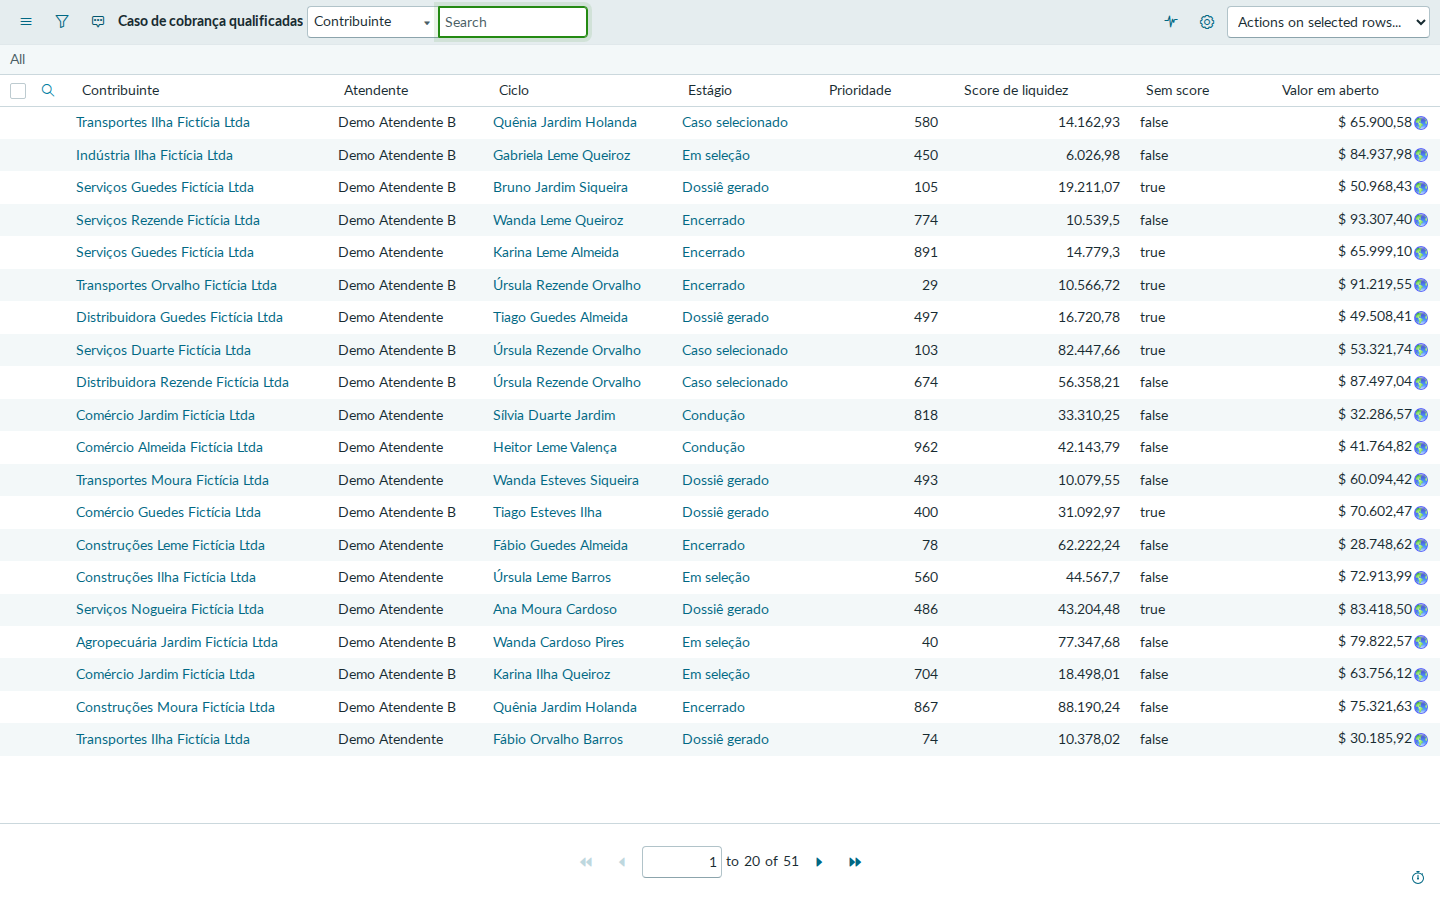 Caso de cobrança qualificadas Contribuinte Search Actions on selected rows...
All
Contribuinte Atendente Ciclo Estágio Prioridade Score de liquidez Sem score Valor em aberto
Transportes Ilha Fictícia Ltda Demo Atendente B Quênia Jardim Holanda Caso selecionado 580 14.162,93 false $ 65.900,58
Indústria Ilha Fictícia Ltda Demo Atendente B Gabriela Leme Queiroz Em seleção 450 6.026,98 false $ 84.937,98
Serviços Guedes Fictícia Ltda Demo Atendente B Bruno Jardim Siqueira Dossiê gerado 105 19.211,07 true $ 50.968,43
Serviços Rezende Fictícia Ltda Demo Atendente B Wanda Leme Queiroz Encerrado 774 10.539,5 false $ 93.307,40
Serviços Guedes Fictícia Ltda Demo Atendente Karina Leme Almeida Encerrado 891 14.779,3 true $ 65.999,10
Transportes Orvalho Fictícia Ltda Demo Atendente B Úrsula Rezende Orvalho Encerrado 29 10.566,72 true $ 91.219,55
Distribuidora Guedes Fictícia Ltda Demo Atendente Tiago Guedes Almeida Dossiê gerado 497 16.720,78 true $ 49.508,41
Serviços Duarte Fictícia Ltda Demo Atendente B Úrsula Rezende Orvalho Caso selecionado 103 82.447,66 true $ 53.321,74
Distribuidora Rezende Fictícia Ltda Demo Atendente B Úrsula Rezende Orvalho Caso selecionado 674 56.358,21 false $ 87.497,04
Comércio Jardim Fictícia Ltda Demo Atendente Sílvia Duarte Jardim Condução 818 33.310,25 false $ 32.286,57
Comércio Almeida Fictícia Ltda Demo Atendente Heitor Leme Valença Condução 962 42.143,79 false $ 41.764,82
Transportes Moura Fictícia Ltda Demo Atendente Wanda Esteves Siqueira Dossiê gerado 493 10.079,55 false $ 60.094,42
Comércio Guedes Fictícia Ltda Demo Atendente B Tiago Esteves Ilha Dossiê gerado 400 31.092,97 true $ 70.602,47
Construções Leme Fictícia Ltda Demo Atendente Fábio Guedes Almeida Encerrado 78 62.222,24 false $ 28.748,62
Construções Ilha Fictícia Ltda Demo Atendente Úrsula Leme Barros Em seleção 560 44.567,7 false $ 72.913,99
Serviços Nogueira Fictícia Ltda Demo Atendente Ana Moura Cardoso Dossiê gerado 486 43.204,48 true $ 83.418,50
Agropecuária Jardim Fictícia Ltda Demo Atendente B Wanda Cardoso Pires Em seleção 40 77.347,68 false $ 79.822,57
Comércio Jardim Fictícia Ltda Demo Atendente B Karina Ilha Queiroz Em seleção 704 18.498,01 false $ 63.756,12
Construções Moura Fictícia Ltda Demo Atendente B Quênia Jardim Holanda Encerrado 867 88.190,24 false $ 75.321,63
Transportes Ilha Fictícia Ltda Demo Atendente Fábio Orvalho Barros Dossiê gerado 74 10.378,02 false $ 30.185,92
1 to 20 of 51